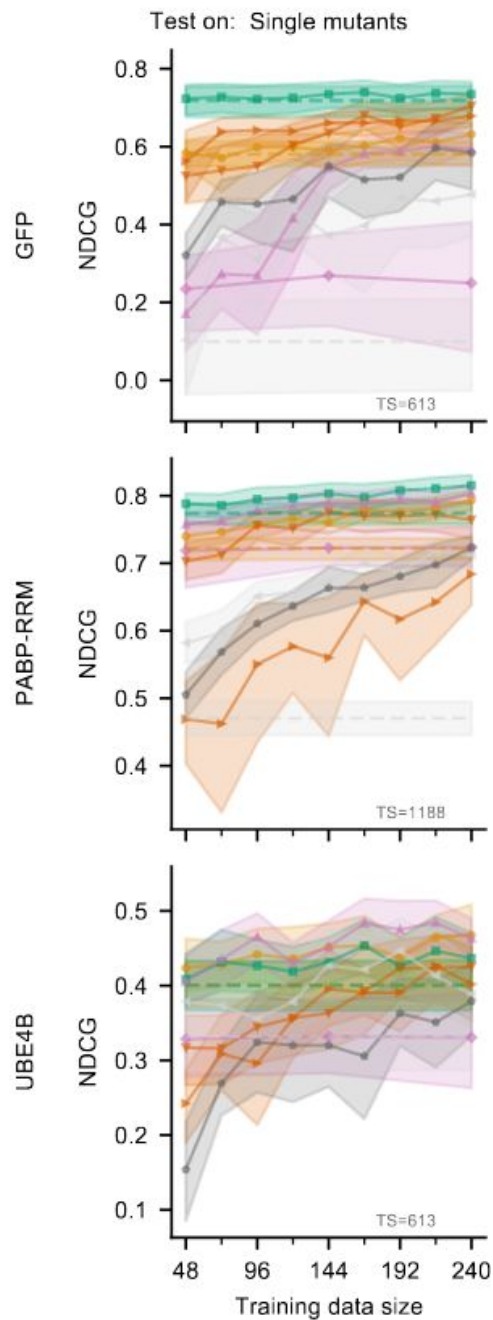 Test on: Single mutants
0.8
0.6
0.4
0.2
0.0
GFP
NDCG
TS=613
0.8
0.7
0.6
0.5
0.4
PABP-RRM
NDCG
TS=1188
0.5
0.4
0.3
0.2
0.1
UBE4B
NDCG
TS=613
48 96 144 192 240
Training data size